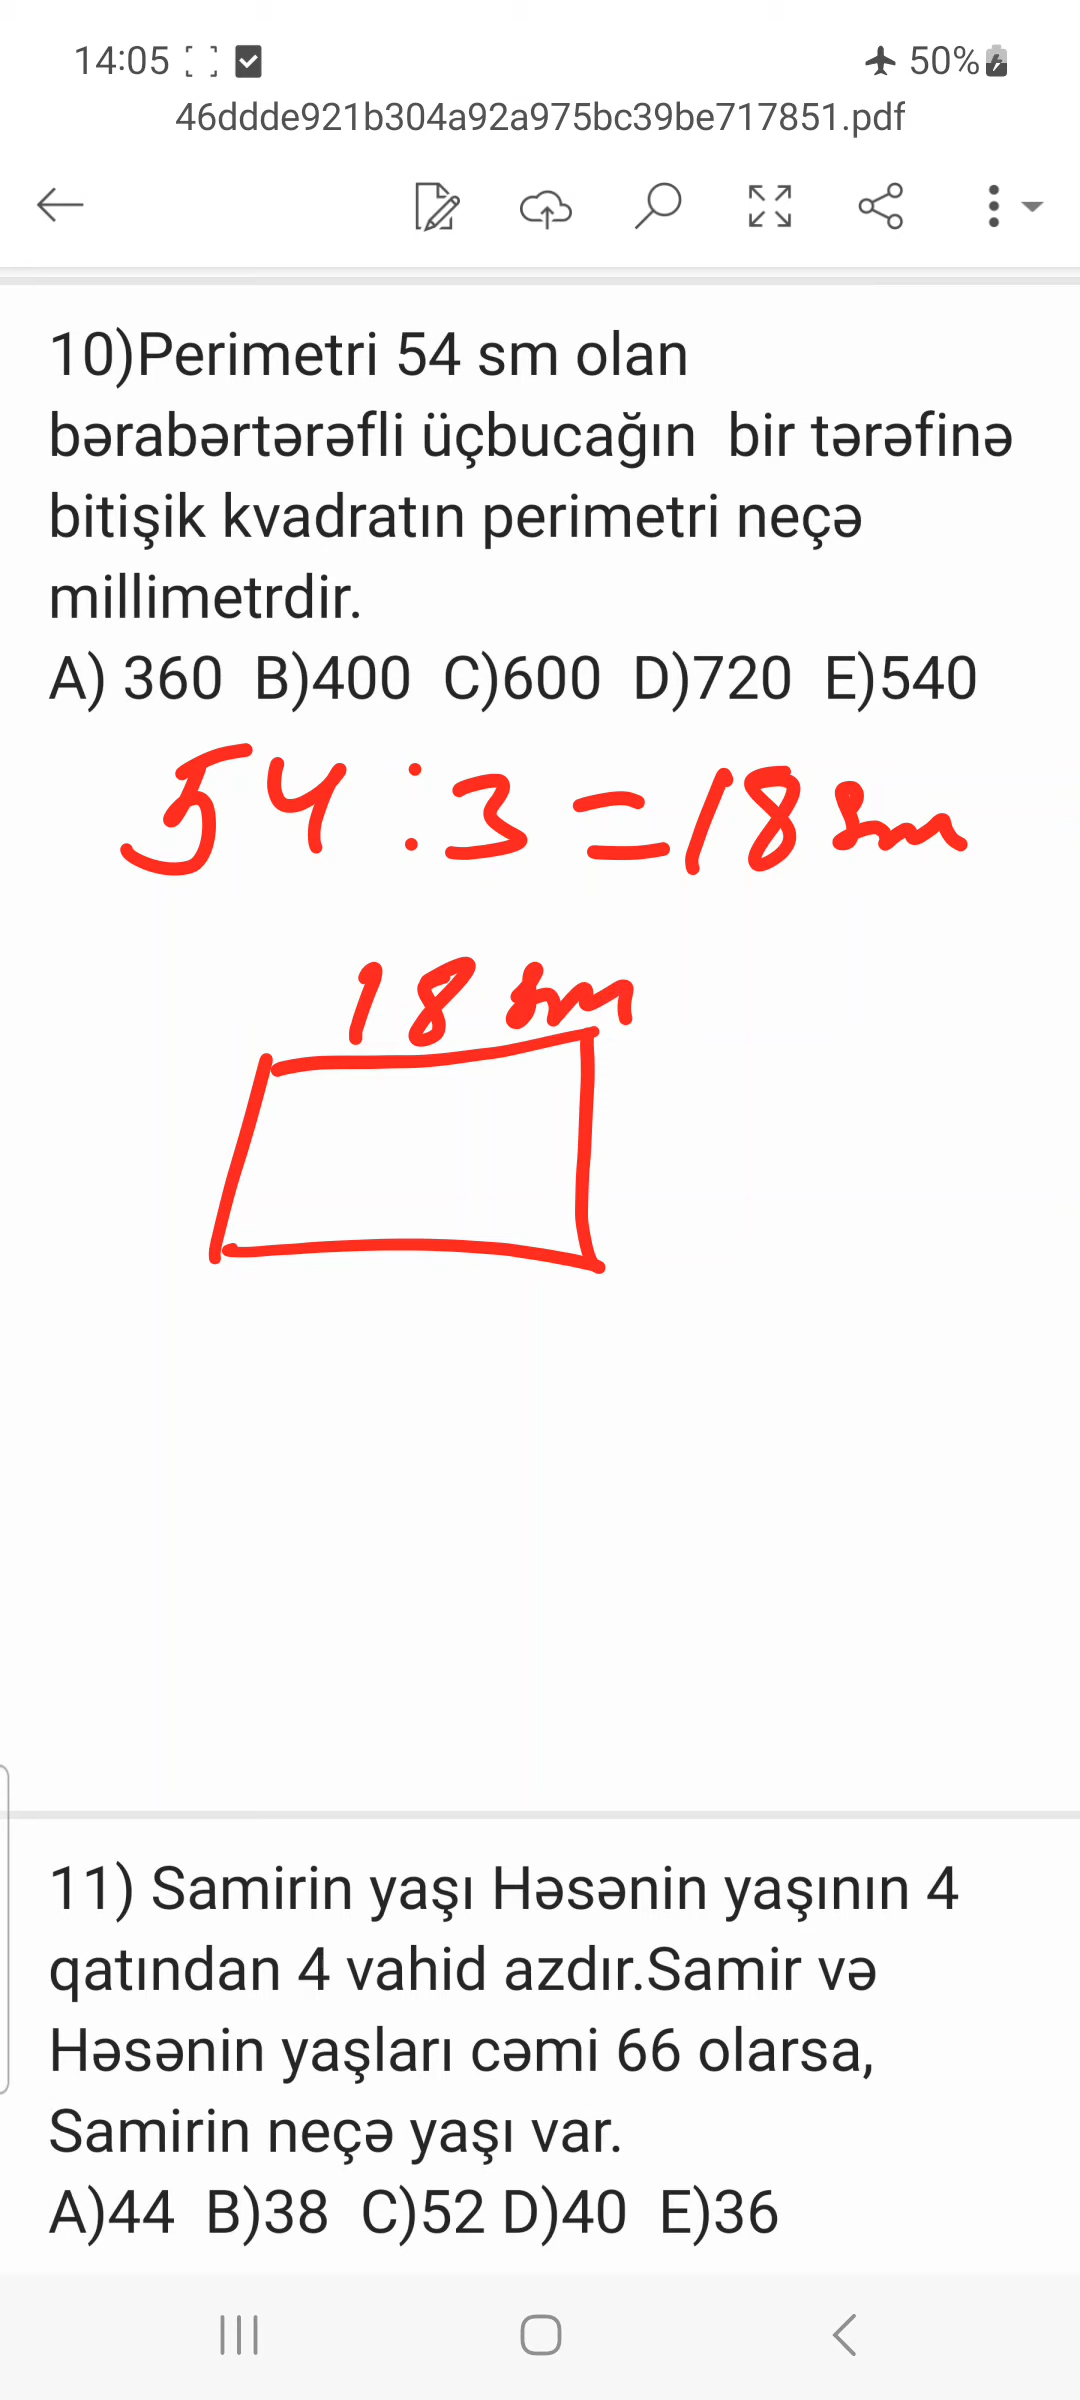 14:05
50%
46ddde921b304a92a975bc39be717851.pdf
10)Perimetri 54 sm olan
bərabərtərəfli üçbucağın  bir tərəfinə
bitişik kvadratın perimetri neçə
millimetrdir.
A) 360  B)400  C)600  D)720  E)540
54 : 3 = 18 sm
18 sm
11) Samirin yaşı Həsənin yaşının 4
qatından 4 vahid azdır.Samir və
Həsənin yaşları cəmi 66 olarsa,
Samirin neçə yaşı var.
A)44  B)38  C)52 D)40  E)36